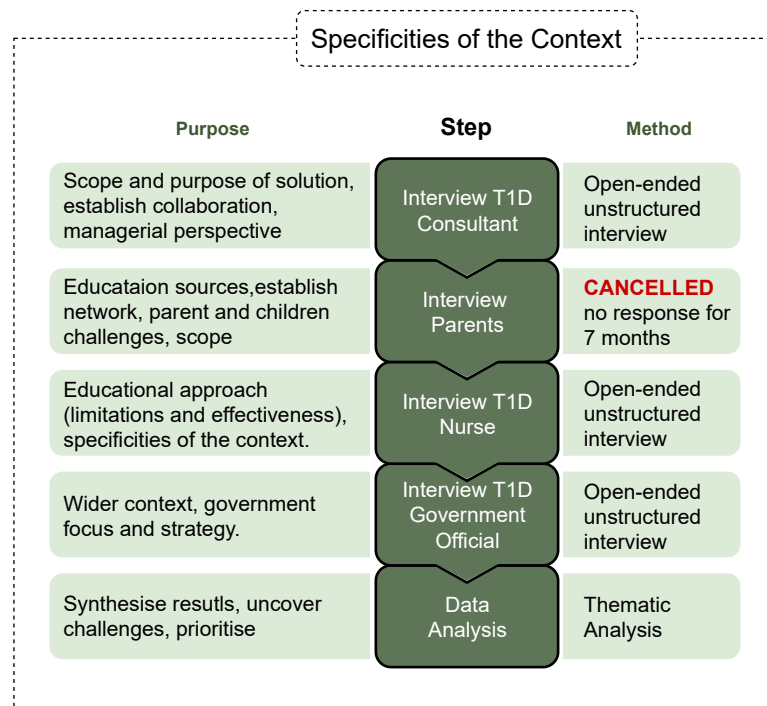 Specificities of the Context
Purpose
Step
Method
Scope and purpose of solution,
establish collaboration,
managerial perspective
Interview T1D
Consultant
Open-ended
unstructured
interview
Educataion sources,establish
network, parent and children
challenges, scope
Interview
Parents
CANCELLED
no response for
7 months
Educational approach
(limitations and effectiveness),
specificities of the context.
Interview T1D
Nurse
Open-ended
unstructured
interview
Wider context, government
focus and strategy.
Interview T1D
Government
Official
Open-ended
unstructured
interview
Synthesise resutls, uncover
challenges, prioritise
Data
Analysis
Thematic
Analysis